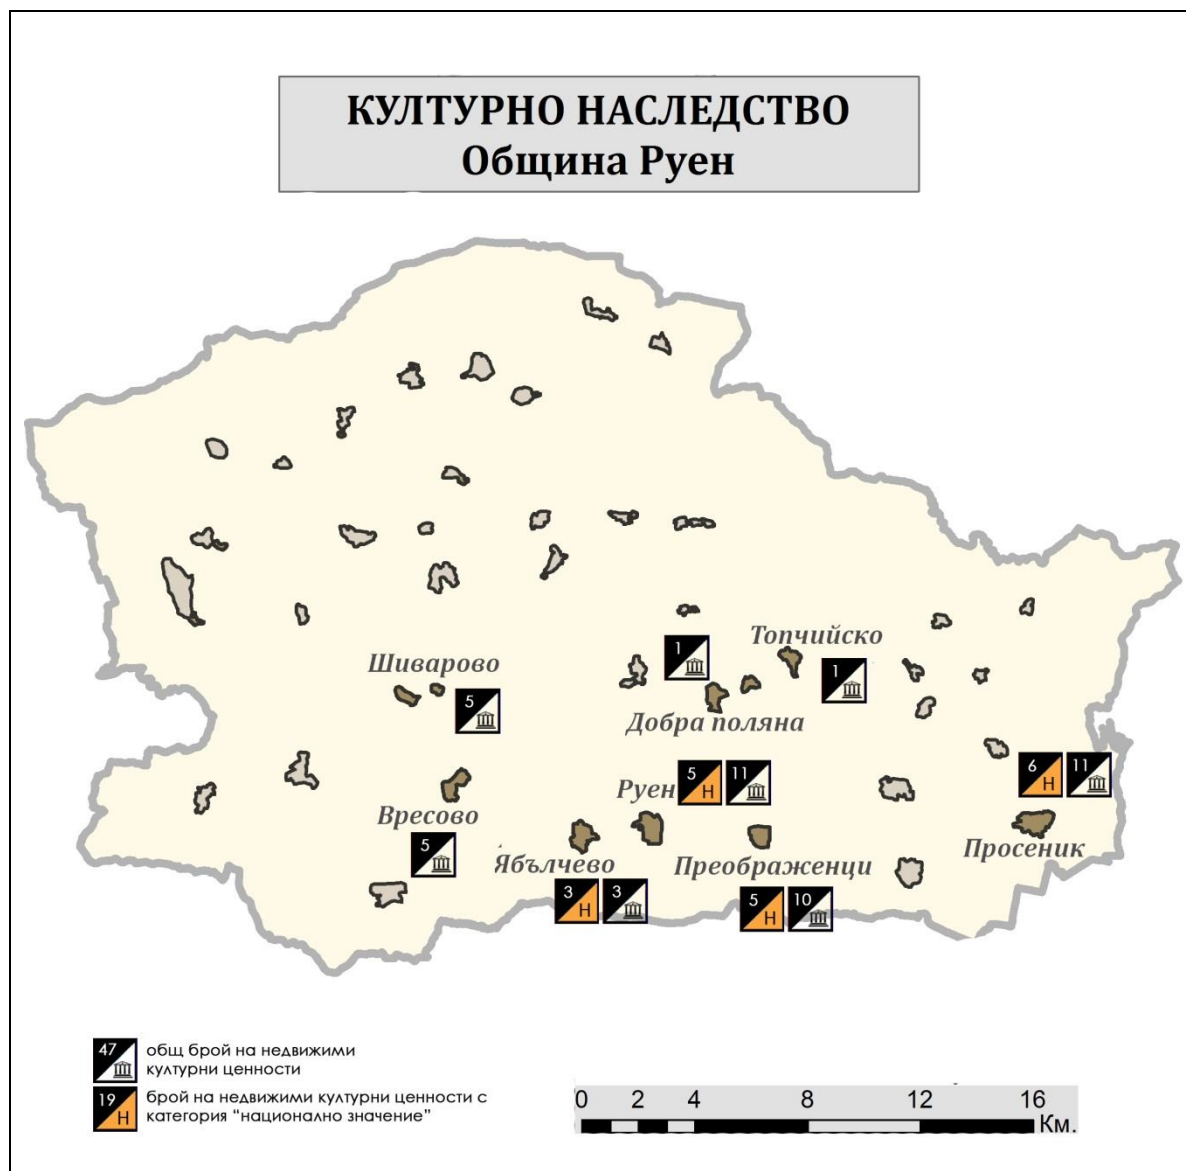 КУЛТУРНО НАСЛЕДСТВО
Община Руен
Топчийско
1
1
Шиварово
5
Добра поляна
Руен
5
Н
11
6
Н
11
Вресово
5
Ябълчево
3
Н
3
Преображенци
5
Н
10
Просеник
47
общ брой на недвижими
културни ценности
19
Н
брой на недвижими културни ценности с
категория “национално значение”
0 2 4 8 12 16
Км.